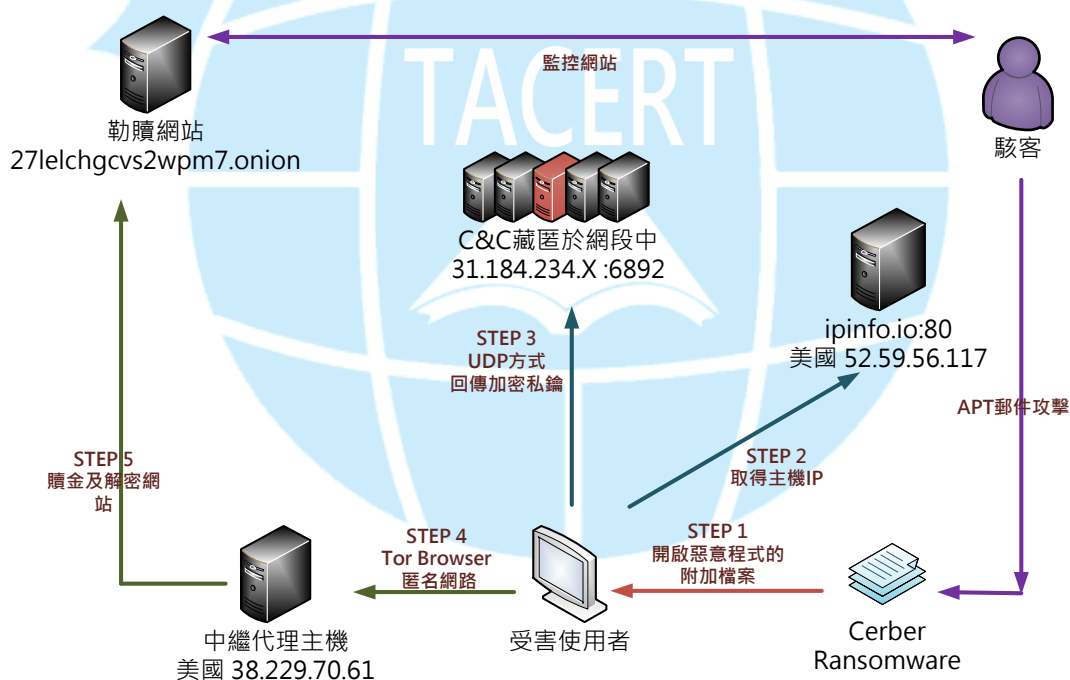 監控網站
TACERT
勒贖網站
27lelchgcvs2wpm7.onion
駭客
C&C藏匿於網段中
31.184.234.X :6892
ipinfo.io:80
美國 52.59.56.117
STEP 3
UDP方式
回傳加密私鑰
APT郵件攻擊
STEP 5
贖金及解密網
站
STEP 2
取得主機IP
STEP 4
Tor Browser
匿名網路
STEP 1
開啟惡意程式的
附加檔案
中繼代理主機
美國 38.229.70.61
受害使用者
Cerber
Ransomware